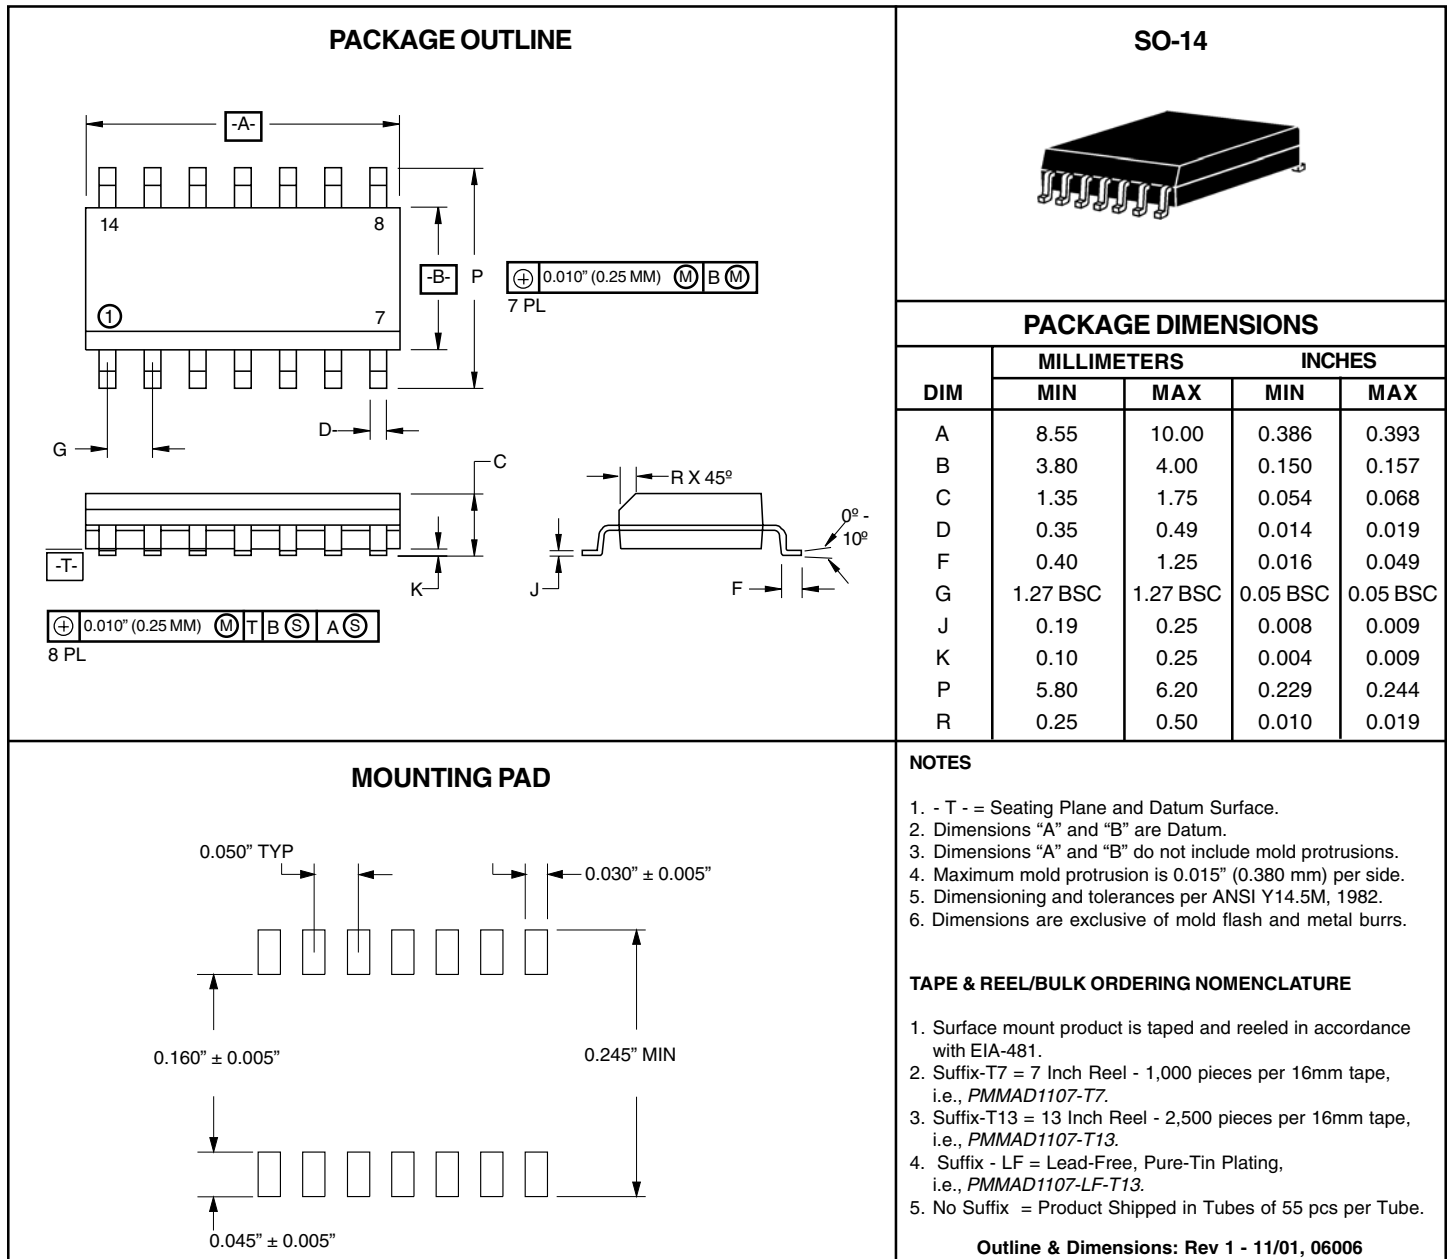 PACKAGE OUTLINE
-A-
14
8
1
7
-B-
P
0.010" (0.25 MM) M B M
7 PL
D
G
C
-T-
K
0.010" (0.25 MM) M T B S A S
8 PL
R X 45º
0º -
10º
J
F
SO-14
PACKAGE DIMENSIONS
MILLIMETERS INCHES
DIM MIN MAX MIN MAX
A 8.55 10.00 0.386 0.393
B 3.80 4.00 0.150 0.157
C 1.35 1.75 0.054 0.068
D 0.35 0.49 0.014 0.019
F 0.40 1.25 0.016 0.049
G 1.27 BSC 1.27 BSC 0.05 BSC 0.05 BSC
J 0.19 0.25 0.008 0.009
K 0.10 0.25 0.004 0.009
P 5.80 6.20 0.229 0.244
R 0.25 0.50 0.010 0.019
MOUNTING PAD
0.050” TYP
0.030” ± 0.005”
0.160” ± 0.005”
0.245” MIN
0.045” ± 0.005”
NOTES
1. - T - = Seating Plane and Datum Surface.
2. Dimensions “A” and “B” are Datum.
3. Dimensions “A” and “B” do not include mold protrusions.
4. Maximum mold protrusion is 0.015” (0.380 mm) per side.
5. Dimensioning and tolerances per ANSI Y14.5M, 1982.
6. Dimensions are exclusive of mold flash and metal burrs.
TAPE & REEL/BULK ORDERING NOMENCLATURE
1. Surface mount product is taped and reeled in accordance
with EIA-481.
2. Suffix-T7 = 7 Inch Reel - 1,000 pieces per 16mm tape,
i.e., PMMAD1107-T7.
3. Suffix-T13 = 13 Inch Reel - 2,500 pieces per 16mm tape,
i.e., PMMAD1107-T13.
4. Suffix - LF = Lead-Free, Pure-Tin Plating,
i.e., PMMAD1107-LF-T13.
5. No Suffix = Product Shipped in Tubes of 55 pcs per Tube.
Outline & Dimensions: Rev 1 - 11/01, 06006